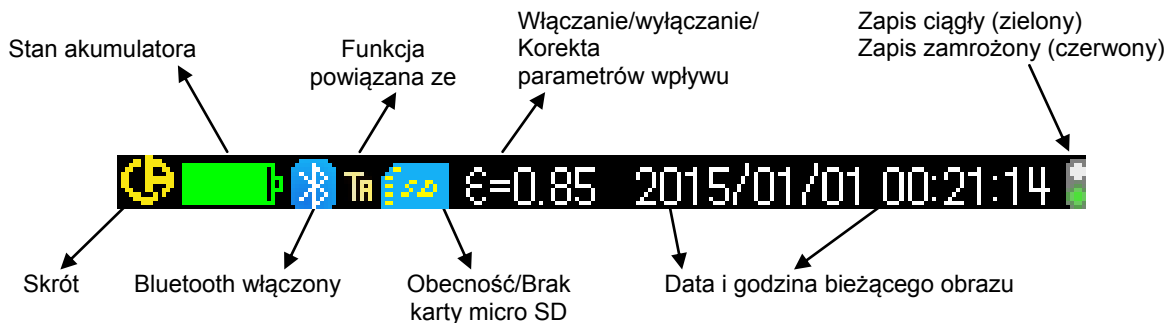 Stan akumulatora
Funkcja
powiązana ze
Włączanie/wyłączanie/
Korekta
parametrów wpływu
Zapis ciągły (zielony)
Zapis zamrożony (czerwony)
TA SD €=0.85 2015/01/01 00:21:14
Skrót
Bluetooth włączony
Obecność/Brak
karty micro SD
Data i godzina bieżącego obrazu